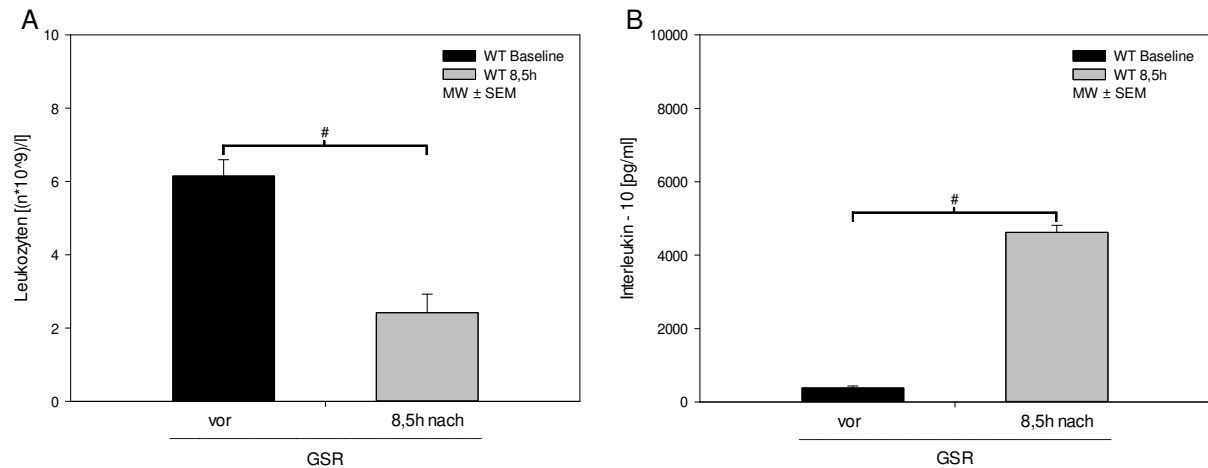 A
Leukozyten [(n*10^9)/l]
10
8
6
4
2
0
WT Baseline
WT 8,5h
MW ± SEM
#
vor
8,5h nach
GSR
B
Interleukin - 10 [pg/ml]
10000
8000
6000
4000
2000
0
WT Baseline
WT 8,5h
MW ± SEM
#
vor
8,5h nach
GSR